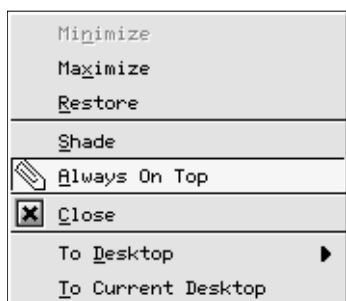 Minimize
Maximize
Restore
Shade
Always On Top
Close
To Desktop
To Current Desktop